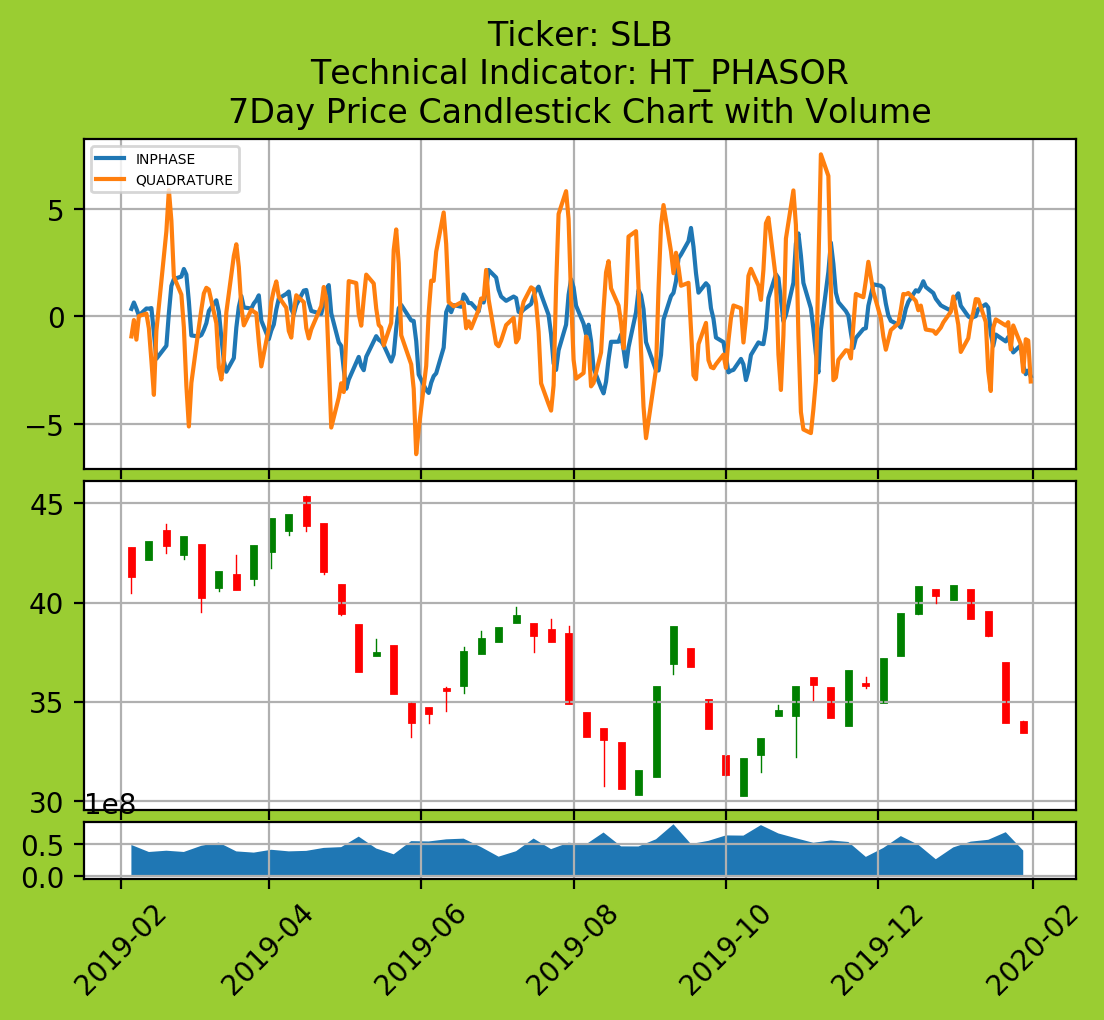 Ticker: SLB
Technical Indicator: HT_PHASOR
7Day Price Candlestick Chart with Volume
INPHASE
QUADRATURE
5
0
−5
45
40
35
30
1e8
0.5
0.0
2019-02
2019-04
2019-06
2019-08
2019-10
2019-12
2020-02